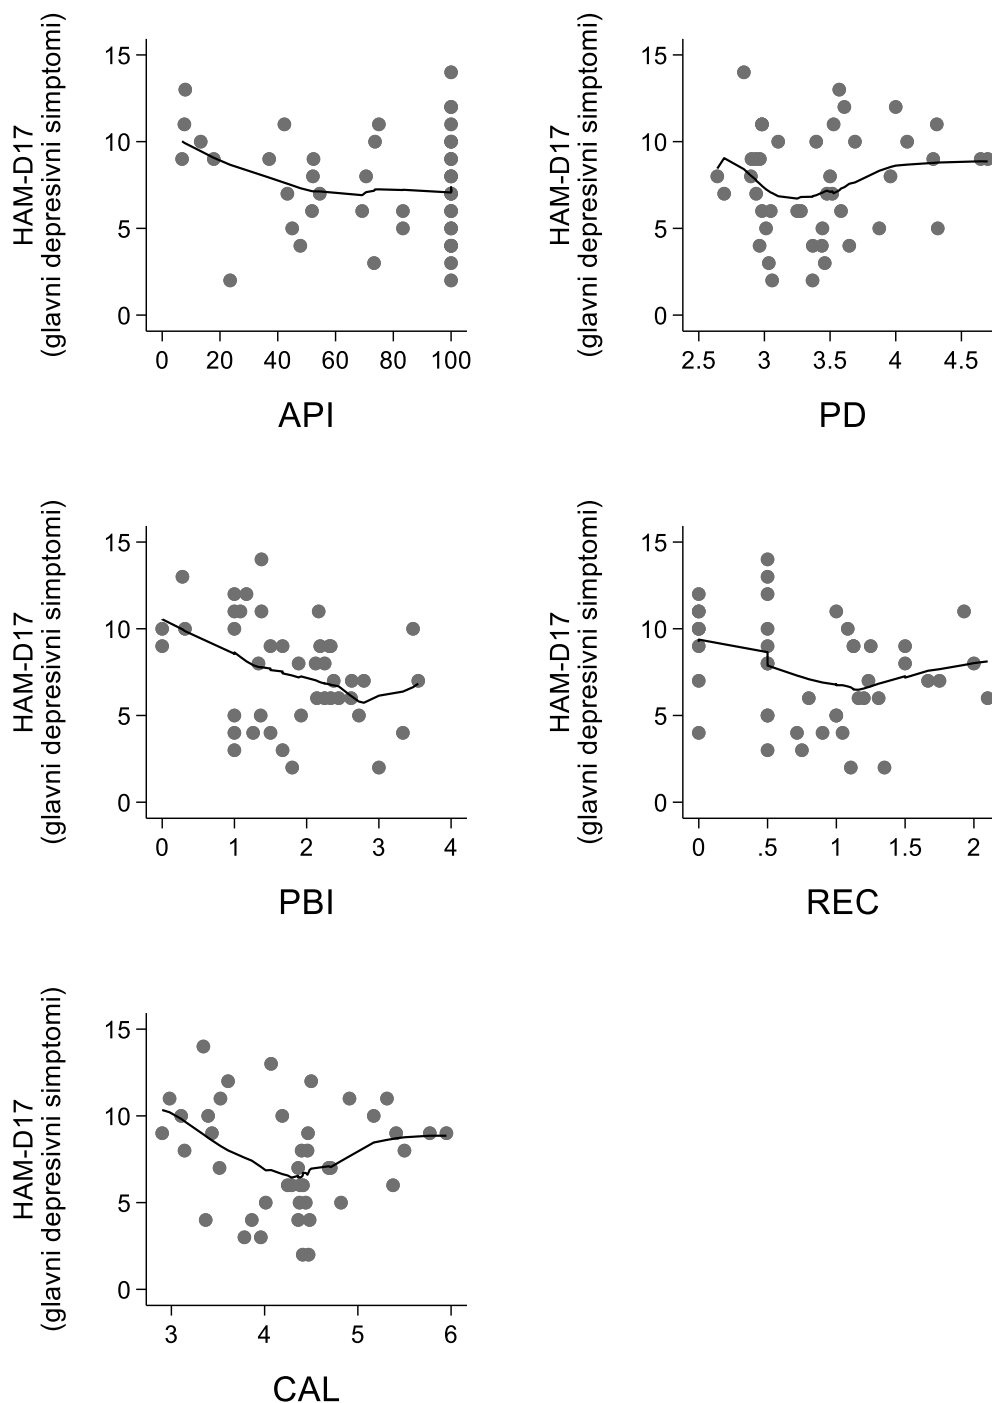 HAM-D17
(glavni depresivni simptomi)
15
10
5
0
0 20 40 60 80 100
API
HAM-D17
(glavni depresivni simptomi)
15
10
5
0
2.5 3 3.5 4 4.5
PD
HAM-D17
(glavni depresivni simptomi)
15
10
5
0
0 1 2 3 4
PBI
HAM-D17
(glavni depresivni simptomi)
15
10
5
0
0 .5 1 1.5 2
REC
HAM-D17
(glavni depresivni simptomi)
15
10
5
0
3 4 5 6
CAL